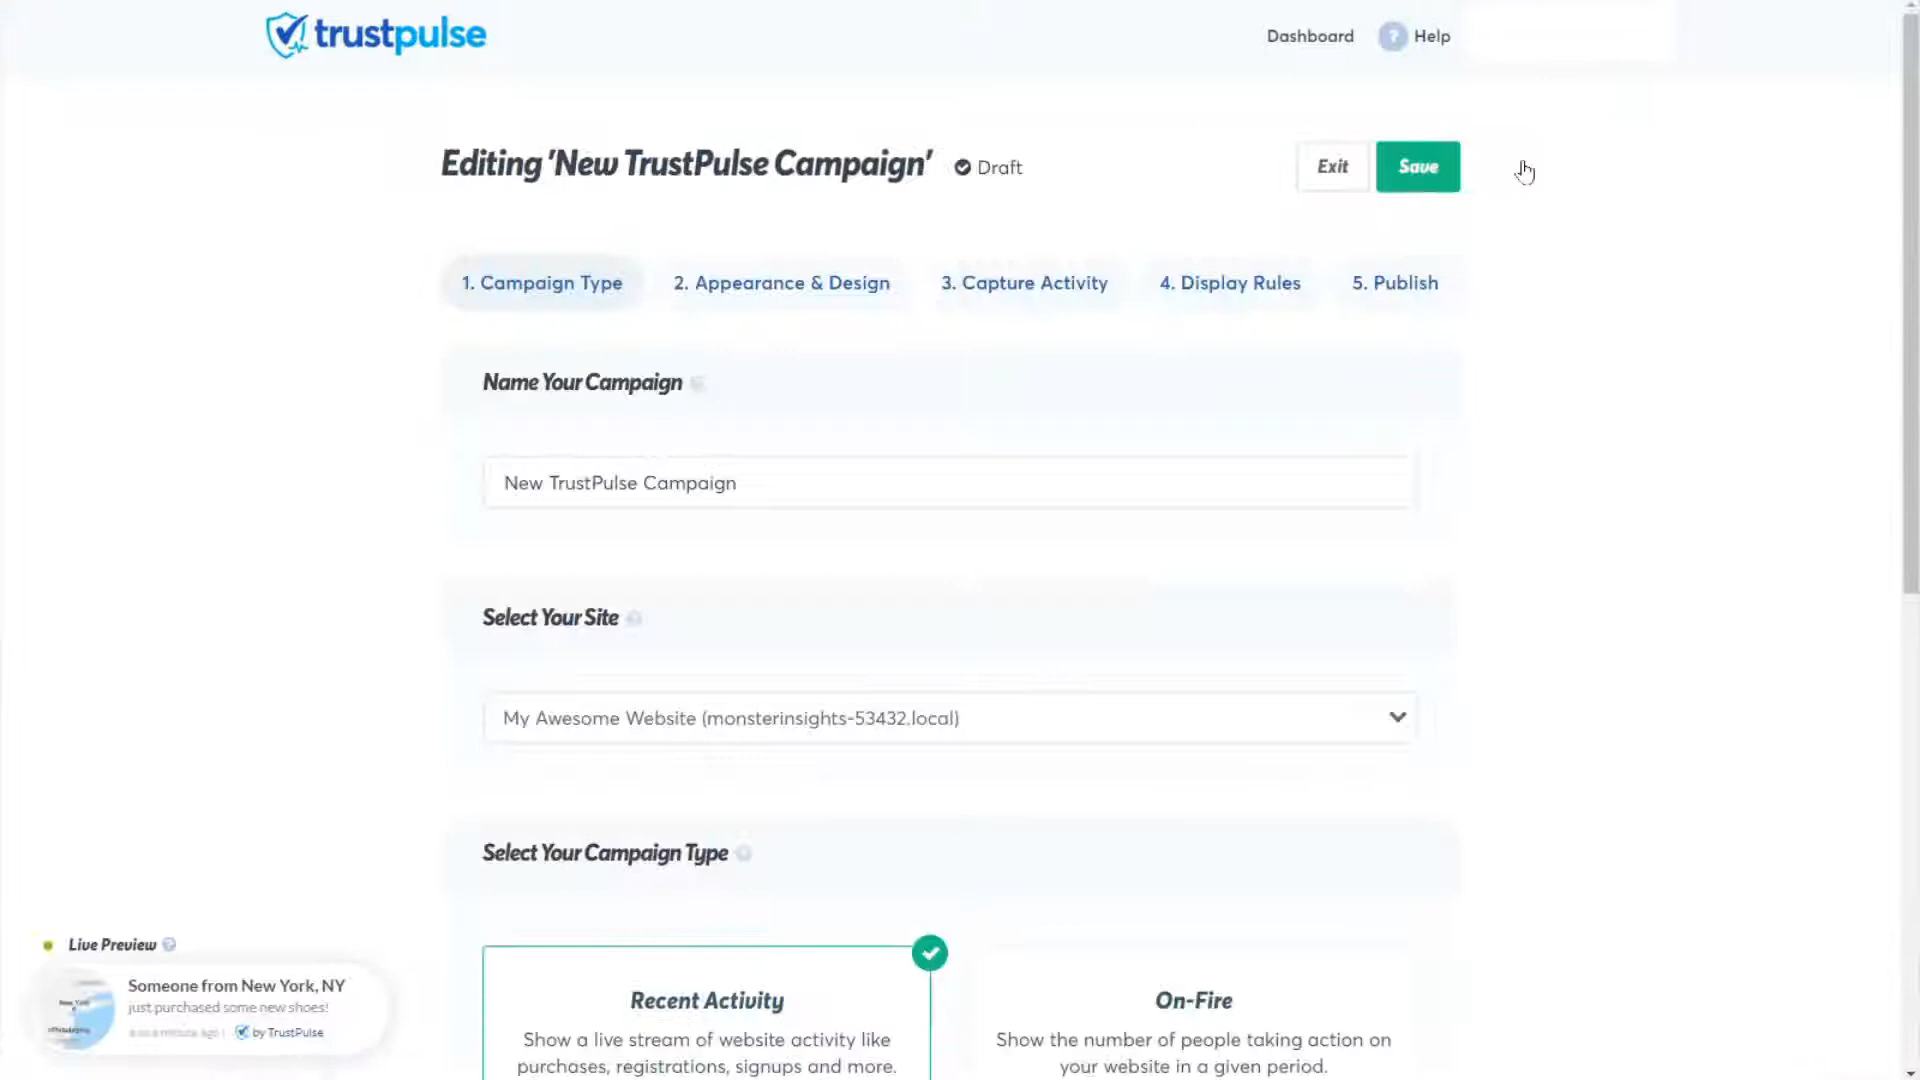 trustpulse
Dashboard ? Help
Editing 'New TrustPulse Campaign' Draft
Exit Save
1. Campaign Type 2. Appearance & Design 3. Capture Activity 4. Display Rules 5. Publish
Name Your Campaign
New TrustPulse Campaign
Select Your Site
My Awesome Website (monsterinsights-53432.local)
Select Your Campaign Type
Recent Activity
Show a live stream of website activity like
purchases, registrations, signups and more.
On-Fire
Show the number of people taking action on
your website in a given period.
Live Preview
Someone from New York, NY
just purchased some new shoes!
by TrustPulse